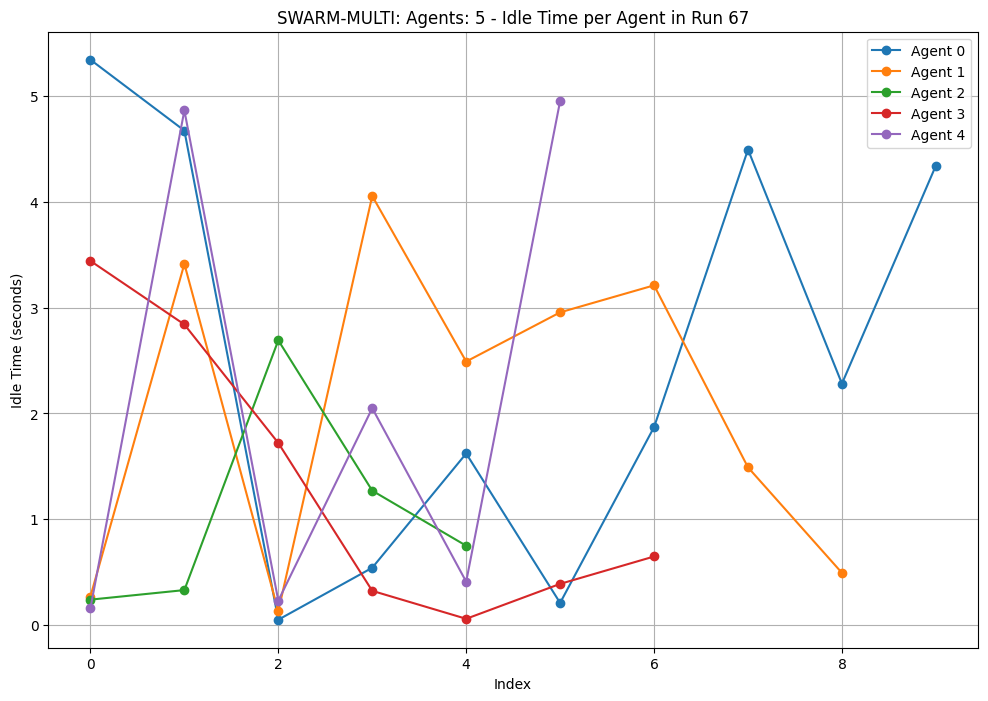 SWARM-MULTI: Agents: 5 - Idle Time per Agent in Run 67
Agent 0
Agent 1
Agent 2
Agent 3
Agent 4
Idle Time (seconds)
5
4
3
2
1
0
0 2 4 6 8
Index